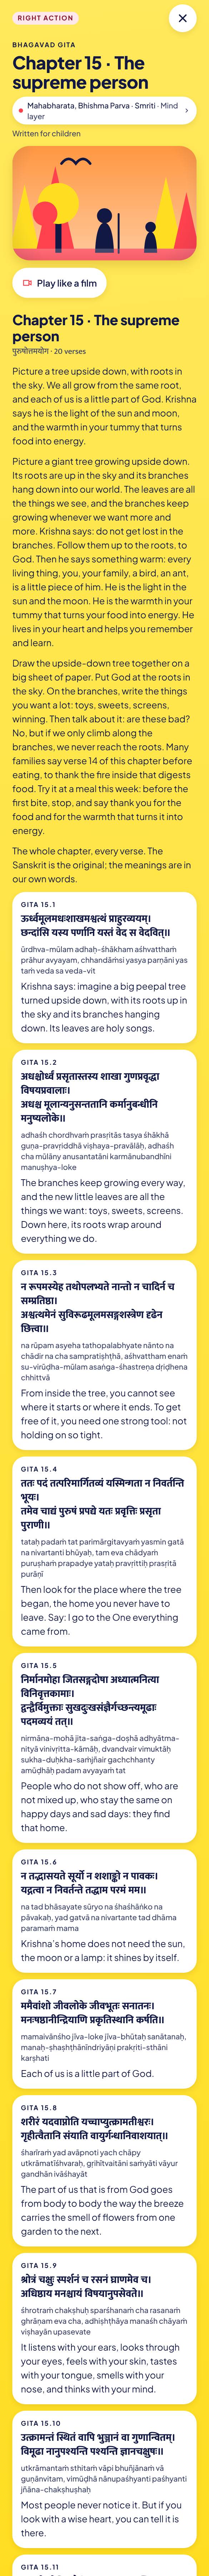 RIGHT ACTION
BHAGAVAD GITA
Chapter 15 · The
supreme person
Mahabharata, Bhishma Parva · Smriti · Mind
layer
Written for children
Play like a film
Chapter 15 · The supreme
person
पुरुषोत्तमयोग · 20 verses
Picture a tree upside down, with roots in
the sky. We all grow from the same root,
and each of us is a little part of God. Krishna
says he is the light of the sun and moon,
and the warmth in your tummy that turns
food into energy.
Picture a giant tree growing upside down.
Its roots are up in the sky and its branches
hang down into our world. The leaves are all
the things we see, and the branches keep
growing whenever we want more and
more. Krishna says: do not get lost in the
branches. Follow them up to the roots, to
God. Then he says something warm: every
living thing, you, your family, a bird, an ant,
is a little piece of him. He is the light in the
sun and the moon. He is the warmth in your
tummy that turns your food into energy. He
lives in your heart and helps you remember
and learn.
Draw the upside-down tree together on a
big sheet of paper. Put God at the roots in
the sky. On the branches, write the things
you want a lot: toys, sweets, screens,
winning. Then talk about it: are these bad?
No, but if we only climb along the
branches, we never reach the roots. Many
families say verse 14 of this chapter before
eating, to thank the fire inside that digests
food. Try it at a meal this week: before the
first bite, stop, and say thank you for the
food and for the warmth that turns it into
energy.
The whole chapter, every verse. The
Sanskrit is the original; the meanings are in
our own words.
GITA 15.1
ऊर्ध्वमूलमधःशाखमश्वत्थं प्राहुरव्ययम्।
छन्दांसि यस्य पर्णानि यस्तं वेद स वेदवित्॥
ūrdhva-mūlam adhaḥ-śhākham aśhvatthaṁ
prāhur avyayam, chhandāmsi yasya parṇāni yas
taṁ veda sa veda-vit
Krishna says: imagine a big peepal tree
turned upside down, with its roots up in
the sky and its branches hanging
down. Its leaves are holy songs.
GITA 15.2
अधश्चोर्ध्वं प्रसृतास्तस्य शाखा गुणप्रवृद्धा
विषयप्रवालाः।
अधश्च मूलान्यनुसन्ततानि कर्मानुबन्धीनि
मनुष्यलोके॥
adhaśh chordhvaṁ prasṛitās tasya śhākhā
guṇa-pravṛiddhā viṣhaya-pravālāḥ, adhaśh
cha mūlāny anusantatāni karmānubandhīni
manuṣhya-loke
The branches keep growing every way,
and the new little leaves are all the
things we want: toys, sweets, screens.
Down here, its roots wrap around
everything we do.
GITA 15.3
न रूपमस्येह तथोपलभ्यते नान्तो न चादिर्न च
सम्प्रतिष्ठा।
अश्वत्थमेनं सुविरूढमूलमसङ्गशस्त्रेण दृढेन
छित्त्वा॥
na rūpam asyeha tathopalabhyate nānto na
chādir na cha sampratiṣhṭhā, aśhvattham enaṁ
su-virūḍha-mūlam asaṅga-śhastreṇa dṛiḍhena
chhittvā
From inside the tree, you cannot see
where it starts or where it ends. To get
free of it, you need one strong tool: not
holding on so tight.
GITA 15.4
ततः पदं तत्परिमार्गितव्यं यस्मिन्गता न निवर्तन्ति
भूयः।
तमेव चाद्यं पुरुषं प्रपद्ये यतः प्रवृत्तिः प्रसृता
पुराणी॥
tataḥ padaṁ tat parimārgitavyaṁ yasmin gatā
na nivartanti bhūyaḥ, tam eva chādyaṁ
puruṣhaṁ prapadye yataḥ pravṛittiḥ prasṛitā
purāṇī
Then look for the place where the tree
began, the home you never have to
leave. Say: I go to the One everything
came from.
GITA 15.5
निर्मानमोहा जितसङ्गदोषा अध्यात्मनित्या
विनिवृत्तकामाः।
द्वन्द्वैर्विमुक्ताः सुखदुःखसंज्ञैर्गच्छन्त्यमूढाः
पदमव्ययं तत्॥
nirmāna-mohā jita-saṅga-doṣhā adhyātma-
nityā vinivṛitta-kāmāḥ, dvandvair vimuktāḥ
sukha-duḥkha-saṁjñair gachchhanty
amūḍhāḥ padam avyayaṁ tat
People who do not show off, who are
not mixed up, who stay the same on
happy days and sad days: they find
that home.
GITA 15.6
न तद्भासयते सूर्यो न शशाङ्को न पावकः।
यद्गत्वा न निवर्तन्ते तद्धाम परमं मम॥
na tad bhāsayate sūryo na śhaśhāṅko na
pāvakaḥ, yad gatvā na nivartante tad dhāma
paramaṁ mama
Krishna's home does not need the sun,
the moon or a lamp: it shines by itself.
GITA 15.7
ममैवांशो जीवलोके जीवभूतः सनातनः।
मनःषष्ठानीन्द्रियाणि प्रकृतिस्थानि कर्षति॥
mamaivānśho jīva-loke jīva-bhūtaḥ sanātanaḥ,
manaḥ-ṣhaṣhṭhānīndriyāṇi prakṛiti-sthāni
karṣhati
Each of us is a little part of God.
GITA 15.8
शरीरं यदवाप्नोति यच्चाप्युत्क्रामतीश्वरः।
गृहीत्वैतानि संयाति वायुर्गन्धानिवाशयात्॥
śharīraṁ yad avāpnoti yach chāpy
utkrāmatīśhvaraḥ, gṛihītvaitāni saṁyāti vāyur
gandhān ivāśhayāt
The part of us that is from God goes
from body to body the way the breeze
carries the smell of flowers from one
garden to the next.
GITA 15.9
श्रोत्रं चक्षुः स्पर्शनं च रसनं घ्राणमेव च।
अधिष्ठाय मनश्चायं विषयानुपसेवते॥
śhrotraṁ chakṣhuḥ sparśhanaṁ cha rasanaṁ
ghrāṇam eva cha, adhiṣhṭhāya manaśh chāyaṁ
viṣhayān upasevate
It listens with your ears, looks through
your eyes, feels with your skin, tastes
with your tongue, smells with your
nose, and thinks with your mind.
GITA 15.10
उत्क्रामन्तं स्थितं वापि भुञ्जानं वा गुणान्वितम्।
विमूढा नानुपश्यन्ति पश्यन्ति ज्ञानचक्षुषः॥
utkrāmantaṁ sthitaṁ vāpi bhuñjānaṁ vā
guṇānvitam, vimūḍhā nānupaśhyanti paśhyanti
jñāna-chakṣhuṣhaḥ
Most people never notice it. But if you
look with a wise heart, you can tell it is
there.
GITA 15.11